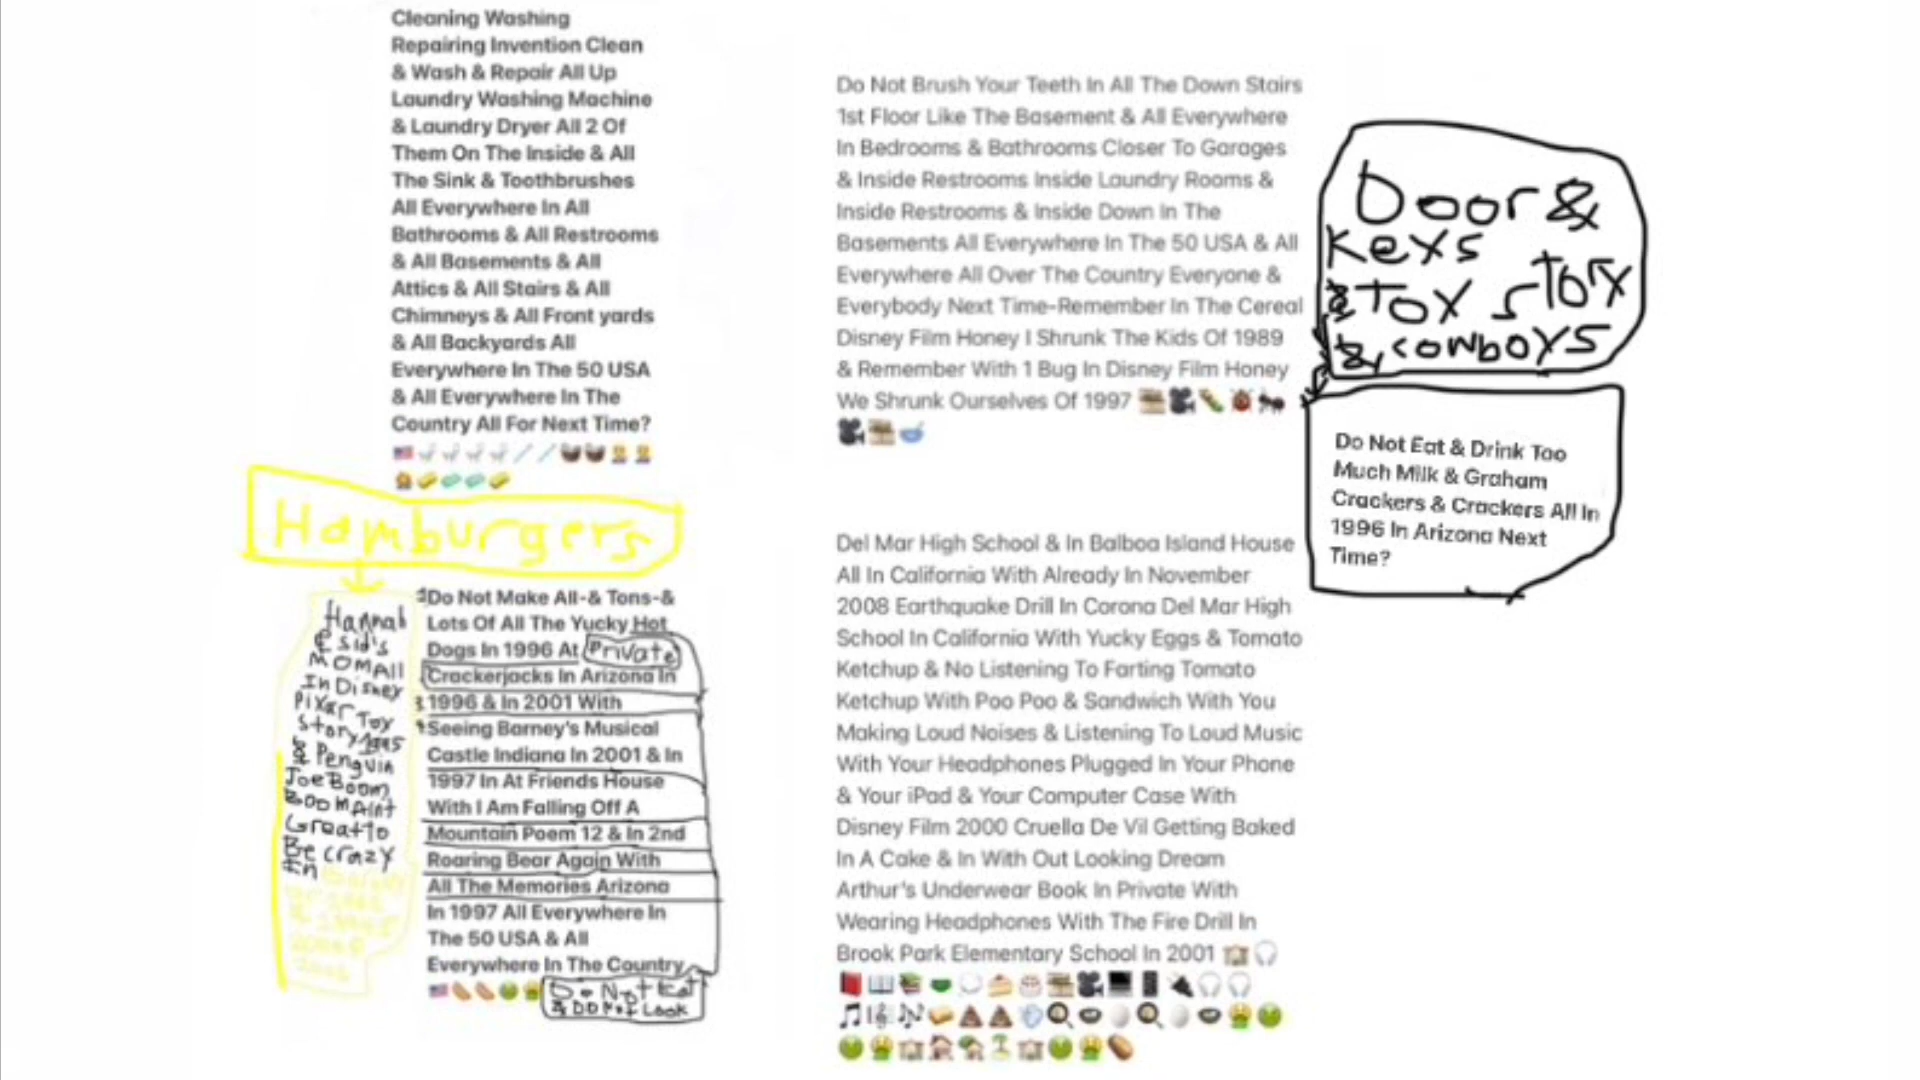 Cleaning Washing
Repairing Invention Clean
& Wash & Repair All Up
Laundry Washing Machine
& Laundry Dryer All 2 Of
Them On The Inside & All
The Sink & Toothbrushes
All Everywhere In All
Bathrooms & All Restrooms
& All Basements & All
Attics & All Stairs & All
Chimneys & All Front yards
& All Backyards All
Everywhere In The 50 USA
& All Everywhere In The
Country All For Next Time?
Hamburgers
Hannah
& Sid's
MOM All
In Disney
Pixar Toy
Story 1995
& Penguin
Joe Boom
BOOM Aint
Great to
Be crazy
En
Do Not Make All-& Tons-&
Lots Of All The Yucky Hot
Dogs In 1996 At Private
Crackerjacks In Arizona In
1996 & In 2001 With
Seeing Barney's Musical
Castle Indiana In 2001 & In
1997 In At Friends House
With I Am Falling Off A
Mountain Poem 12 & In 2nd
Roaring Bear Again With
All The Memories Arizona
In 1997 All Everywhere In
The 50 USA & All
Everywhere In The Country
Do Not Eat
& DO Not Look
Do Not Brush Your Teeth In All The Down Stairs
1st Floor Like The Basement & All Everywhere
In Bedrooms & Bathrooms Closer To Garages
& Inside Restrooms Inside Laundry Rooms &
Inside Restrooms & Inside Down In The
Basements All Everywhere In The 50 USA & All
Everywhere All Over The Country Everyone &
Everybody Next Time-Remember In The Cereal
Disney Film Honey I Shrunk The Kids Of 1989
& Remember With 1 Bug In Disney Film Honey
We Shrunk Ourselves Of 1997
Del Mar High School & In Balboa Island House
All In California With Already In November
2008 Earthquake Drill In Corona Del Mar High
School In California With Yucky Eggs & Tomato
Ketchup & No Listening To Farting Tomato
Ketchup With Poo Poo & Sandwich With You
Making Loud Noises & Listening To Loud Music
With Your Headphones Plugged In Your Phone
& Your iPad & Your Computer Case With
Disney Film 2000 Cruella De Vil Getting Baked
In A Cake & In With Out Looking Dream
Arthur's Underwear Book In Private With
Wearing Headphones With The Fire Drill In
Brook Park Elementary School In 2001
Door &
Keys
& Toy Story
& cowboys
Do Not Eat & Drink Too
Much Milk & Graham
Crackers & Crackers All In
1996 In Arizona Next
Time?